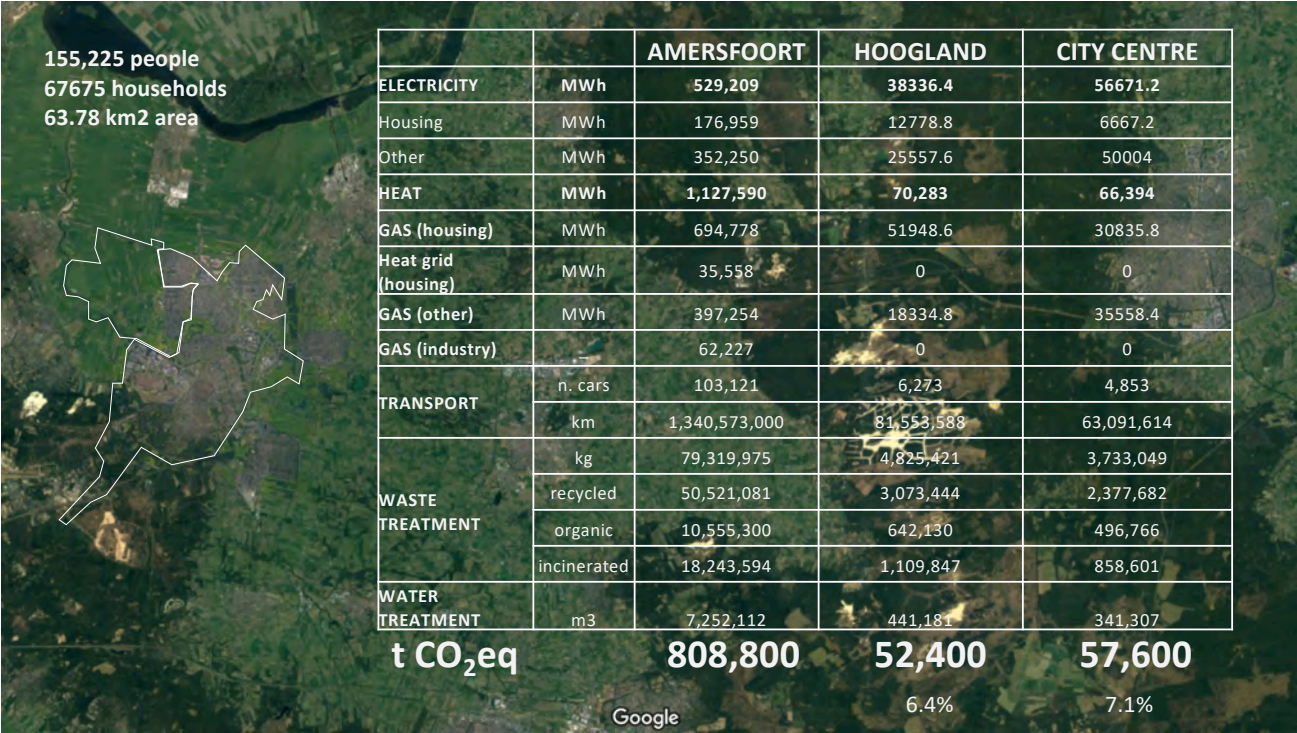 155,225 people
67675 households
63.78 km2 area
AMERSFOORT HOOGLAND CITY CENTRE
ELECTRICITY MWh 529,209 38336.4 56671.2
Housing MWh 176,959 12778.8 6667.2
Other MWh 352,250 25557.6 50004
HEAT MWh 1,127,590 70,283 66,394
GAS (housing) MWh 694,778 51948.6 30835.8
Heat grid
(housing) MWh 35,558 0 0
GAS (other) MWh 397,254 18334.8 35558.4
GAS (industry) _ 62,227 0 0
TRANSPORT
n. cars 103,121 6,273 4,853
km 1,340,573,000 81,553,588 63,091,614
WASTE
TREATMENT
kg 79,319,975 4,825,421 3,733,049
recycled 50,521,081 3,073,444 2,377,682
organic 10,555,300 642,130 496,766
incinerated 18,243,594 1,109,847 858,601
WATER
TREATMENT m3 7,252,112 441,181 341,307
t CO2eq 808,800 52,400 57,600
6.4% 7.1%
Google